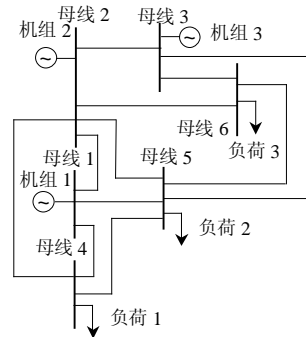 母线 2
机组 2
母线 3
机组 3
母线 6
负荷 3
母线 1
机组 1
母线 5
母线 4
负荷 2
负荷 1